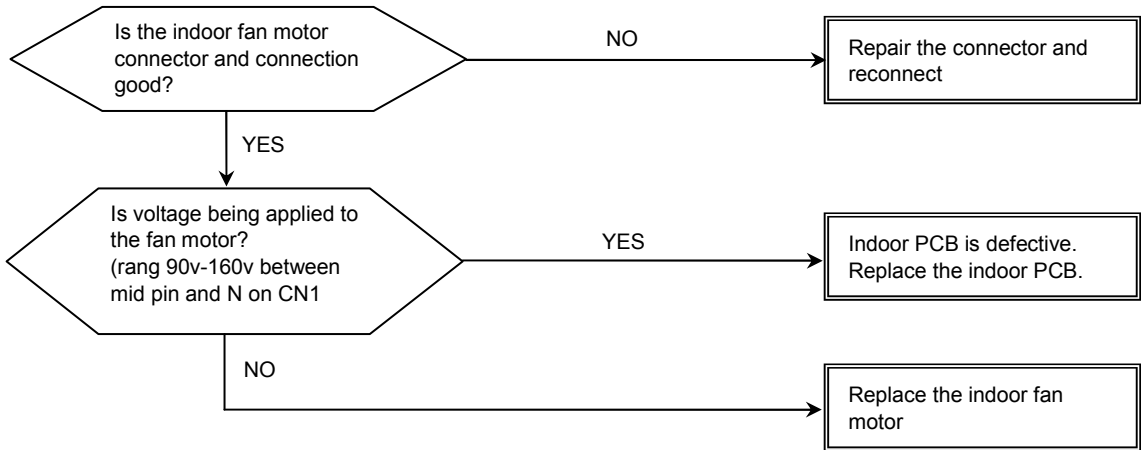 Is the indoor fan motor
connector and connection
good?
NO
Repair the connector and
reconnect
YES
Is voltage being applied to
the fan motor?
(rang 90v-160v between
mid pin and N on CN1
YES
Indoor PCB is defective.
Replace the indoor PCB.
NO
Replace the indoor fan
motor